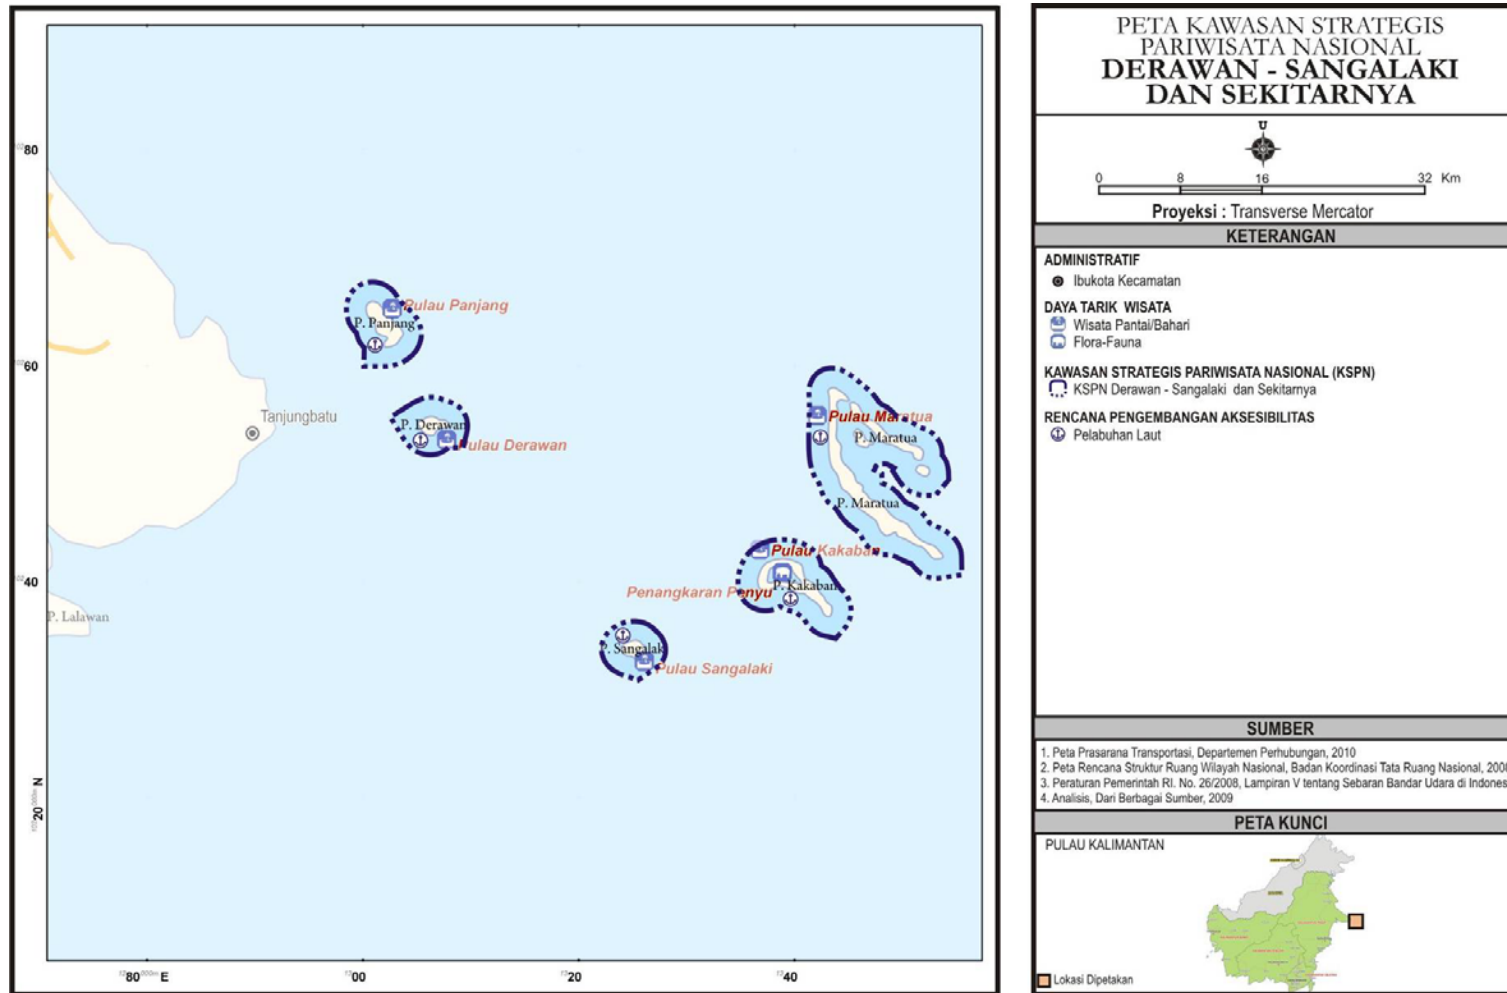 PETA KAWASAN STRATEGIS
PARIWISATA NASIONAL
DERAWAN - SANGALAKI
DAN SEKITARNYA
U
0 8 16 32 Km
Proyeksi : Transverse Mercator
KETERANGAN
ADMINISTRATIF
Ibukota Kecamatan
DAYA TARIK WISATA
Wisata Pantai/Bahari
Flora-Fauna
KAWASAN STRATEGIS PARIWISATA NASIONAL (KSPN)
KSPN Derawan - Sangalaki dan Sekitarnya
RENCANA PENGEMBANGAN AKSESIBILITAS
Pelabuhan Laut
SUMBER
1. Peta Prasarana Transportasi, Departemen Perhubungan, 2010
2. Peta Rencana Struktur Ruang Wilayah Nasional, Badan Koordinasi Tata Ruang Nasional,
3. Peraturan Pemerintah RI. No. 26/2008, Lampiran V tentang Sebaran Bandar Udara di
4. Analisis, Dari Berbagai Sumber, 2009
PETA KUNCI
PULAU KALIMANTAN
Lokasi Dipetakan
80
60
40
20 N
80 E
00
20
40
Pulau Panjang
P. Panjang
Tanjungbatu
P. Derawan
Pulau Derawan
Pulau Maratua
P. Maratua
P. Maratua
Pulau Kakaban
P. Kakaban
Penangkaran Penyu
P. Lalawan
P. Sangalak
Pulau Sangalaki